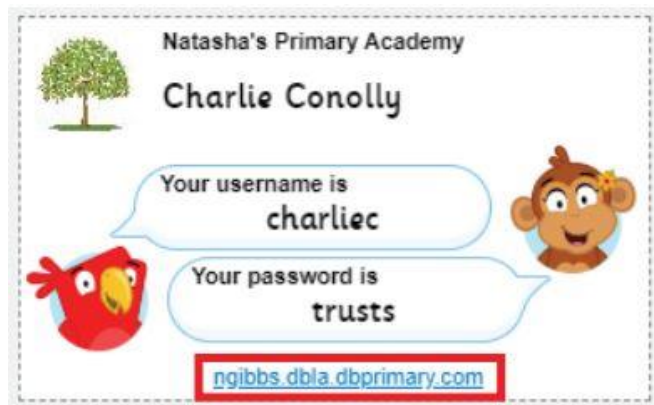 Natasha's Primary Academy
Charlie Conolly
Your username is
charliec
Your password is
trusts
ngibbs.dbla.dbprimary.com